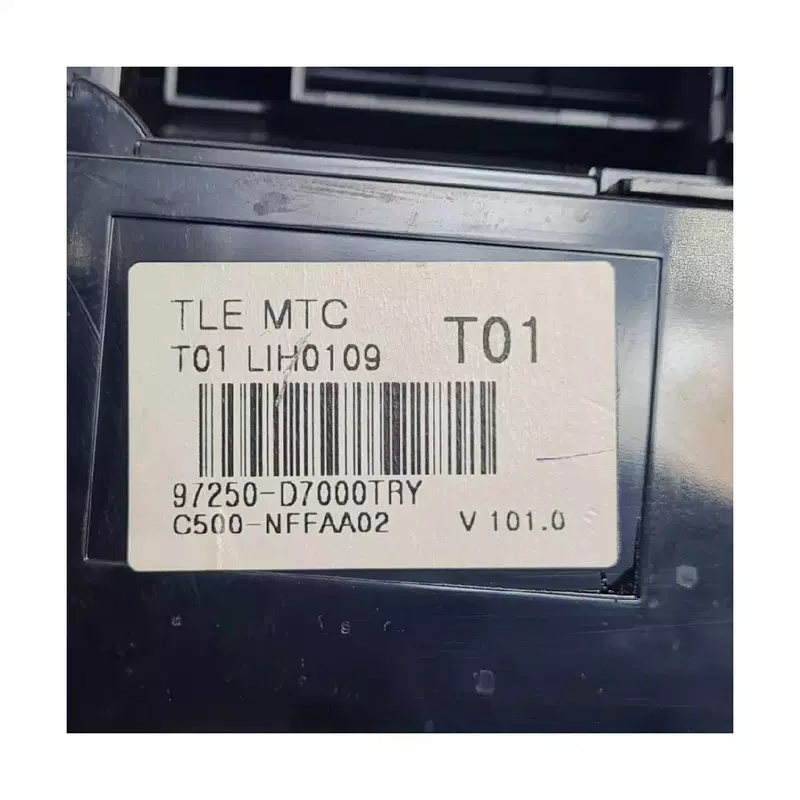 TLE MTC
T01 LIH0109
T01
97250-D7000TRY
C500-NFFAA02 V 101.0